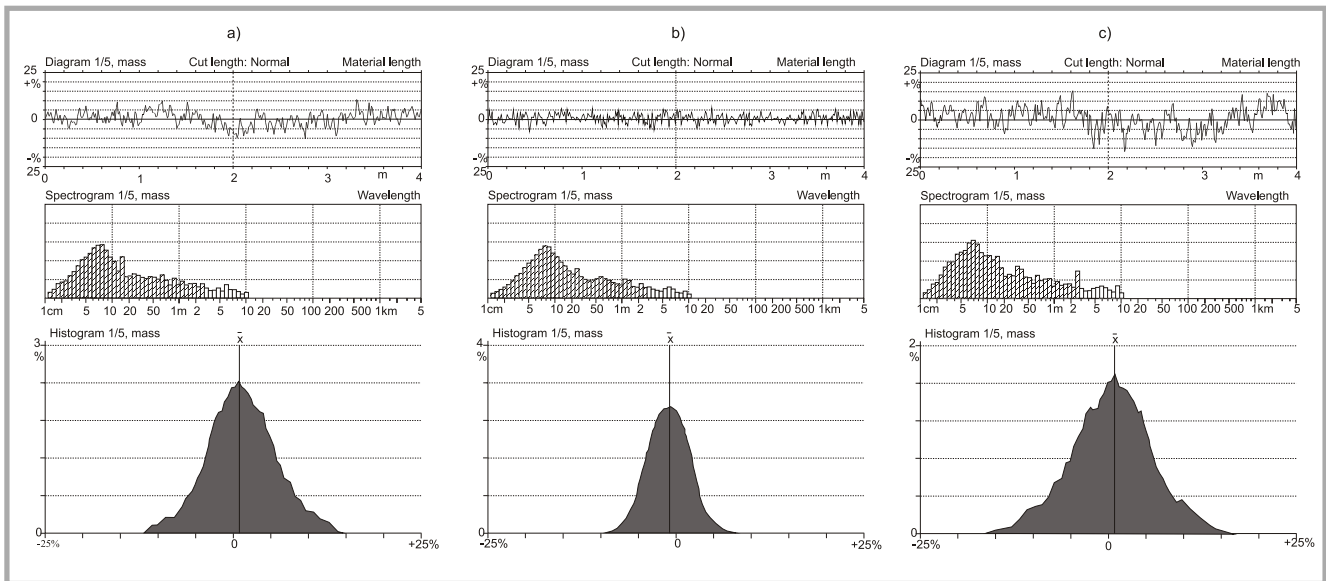 a)
Diagram 1/5, mass Cut length: Normal Material length
25
+%
0
-%
25
0 1 2 3 m 4
Spectrogram 1/5, mass Wavelength
1cm 5 10 20 50 1m 2 5 10 20 50 100 200 500 1km 5
Histogram 1/5, mass x̄
3
%
0
-25% 0 +25%
b)
Diagram 1/5, mass Cut length: Normal Material length
25
+%
0
-%
25
0 1 2 3 m 4
Spectrogram 1/5, mass Wavelength
1cm 5 10 20 50 1m 2 5 10 20 50 100 200 500 1km 5
Histogram 1/5, mass x̄
4
%
0
-25% 0 +25%
c)
Diagram 1/5, mass Cut length: Normal Material length
25
+%
0
-%
25
0 1 2 3 m 4
Spectrogram 1/5, mass Wavelength
1cm 5 10 20 50 1m 2 5 10 20 50 100 200 500 1km 5
Histogram 1/5, mass x̄
2
%
0
-25% 0 +25%